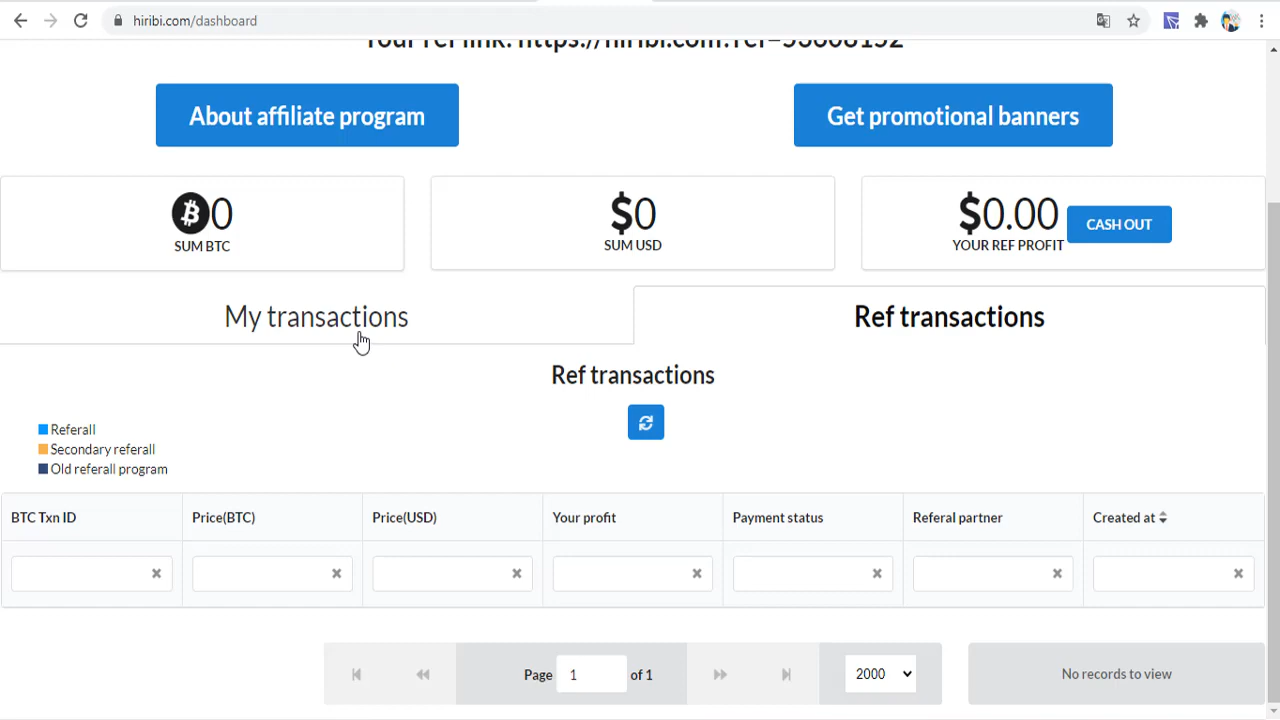 hiribi.com/dashboard
About affiliate program
Get promotional banners
0
SUM BTC
$0
SUM USD
$0.00
YOUR REF PROFIT
CASH OUT
My transactions
Ref transactions
Ref transactions
Referall
Secondary referall
Old referall program
BTC Txn ID Price(BTC) Price(USD) Your profit Payment status Referal partner Created at
Page 1 of 1
2000
No records to view